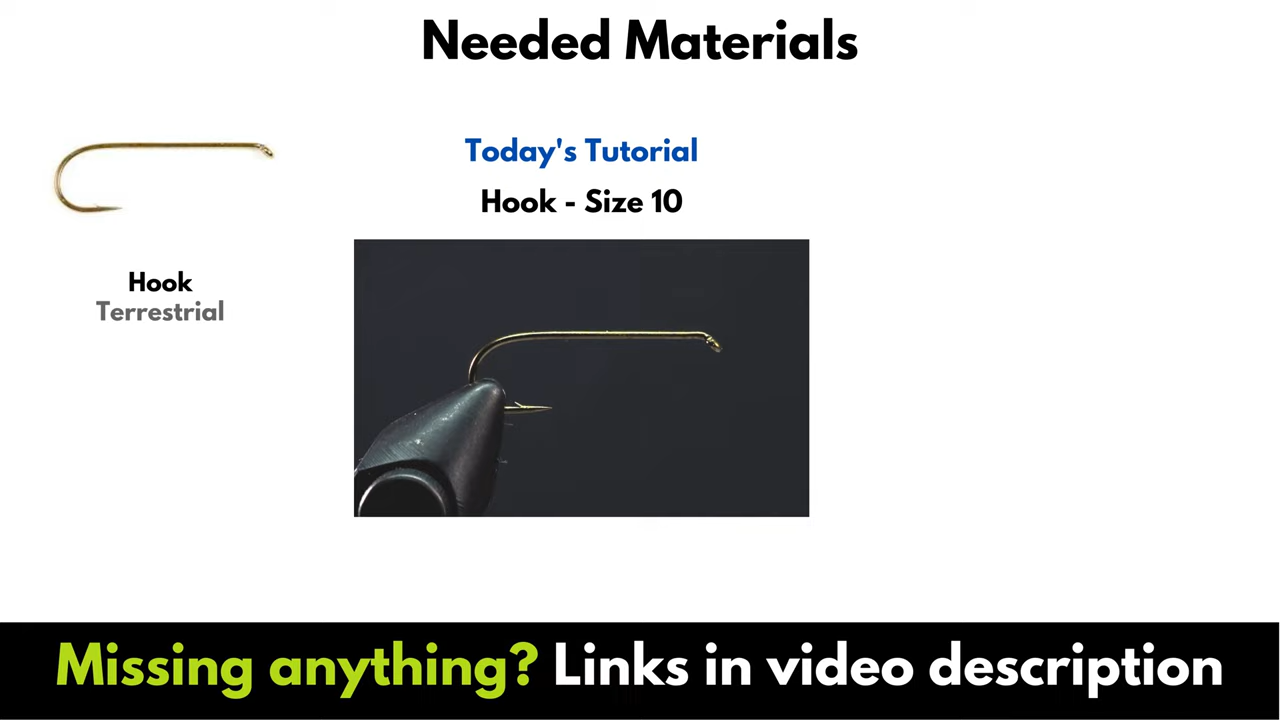 Needed Materials
Today's Tutorial
Hook - Size 10
Hook
Terrestrial
Missing anything? Links in video description